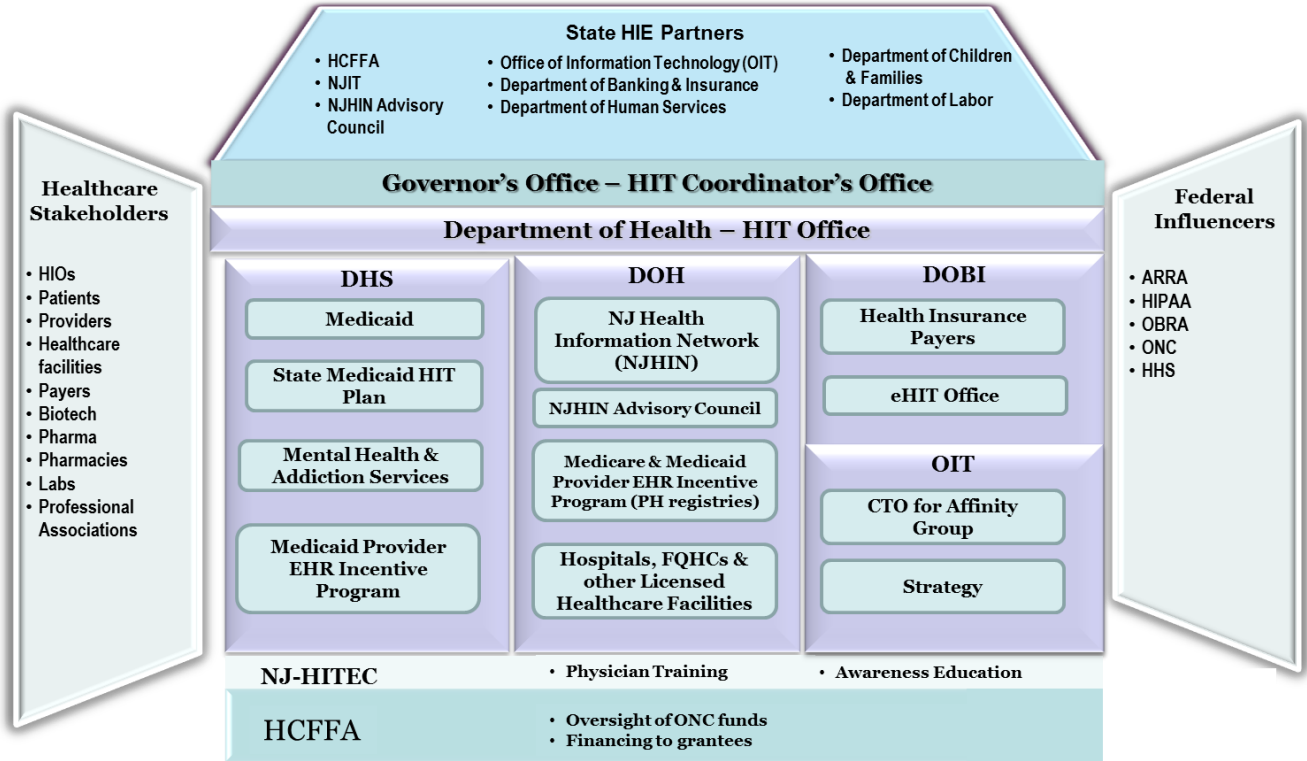 State HIE Partners
• HCFFA
• NJIT
• NJHIN Advisory
Council
• Office of Information Technology (OIT)
• Department of Banking & Insurance
• Department of Human Services
• Department of Children
& Families
• Department of Labor
Healthcare
Stakeholders
• HIOs
• Patients
• Providers
• Healthcare
facilities
• Payers
• Biotech
• Pharma
• Pharmacies
• Labs
• Professional
Associations
Governor's Office – HIT Coordinator's Office
Department of Health – HIT Office
DHS
Medicaid
State Medicaid HIT
Plan
Mental Health &
Addiction Services
Medicaid Provider
EHR Incentive
Program
DOH
NJ Health
Information Network
(NJHIN)
NJHIN Advisory Council
Medicare & Medicaid
Provider EHR Incentive
Program (PH registries)
Hospitals, FQHCs &
other Licensed
Healthcare Facilities
DOBI
Health Insurance
Payers
eHIT Office
OIT
CTO for Affinity
Group
Strategy
Federal
Influencers
• ARRA
• HIPAA
• OBRA
• ONC
• HHS
NJ-HITEC
• Physician Training
• Awareness Education
HCFFA
• Oversight of ONC funds
• Financing to grantees